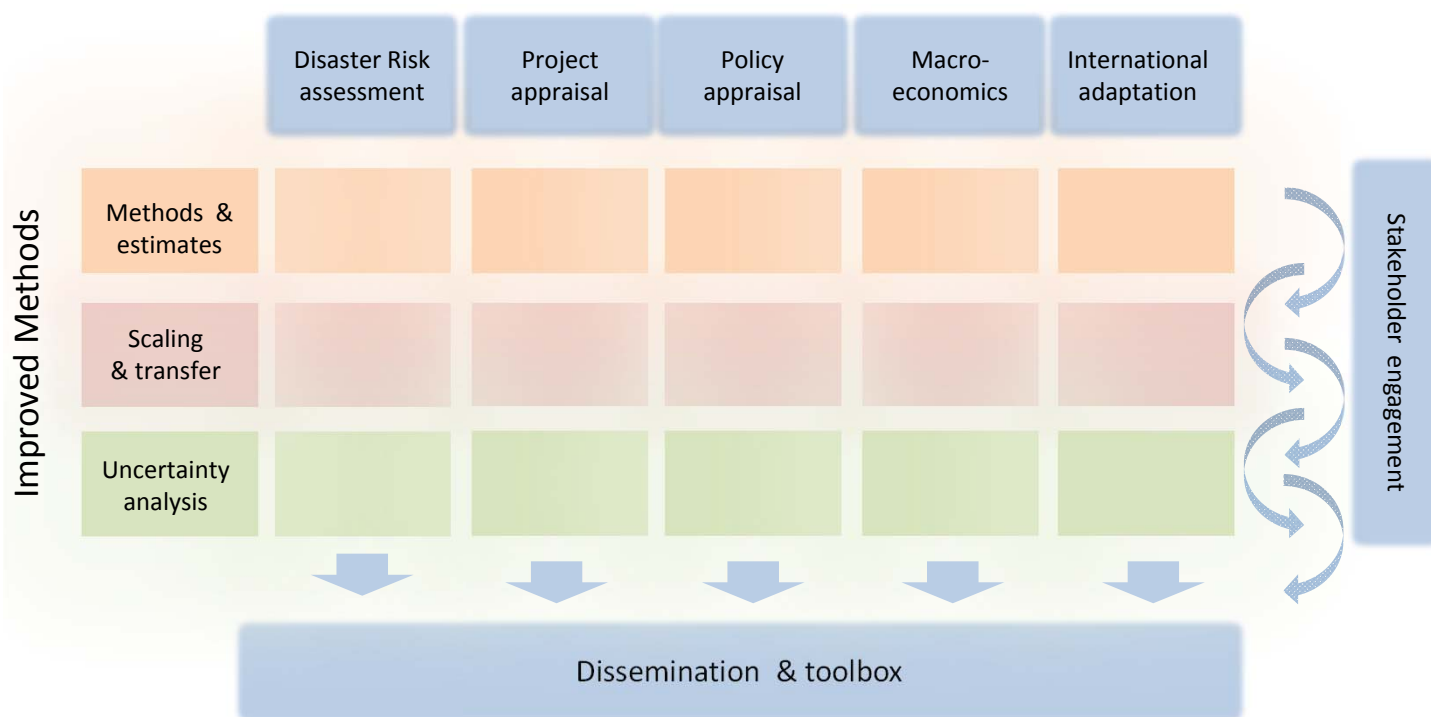 Disaster Risk
assessment
Project
appraisal
Policy
appraisal
Macro-
economics
International
adaptation
Improved Methods
Methods & 
estimates
Scaling
& transfer
Uncertainty
analysis
Stakeholder engagement
Dissemination & toolbox